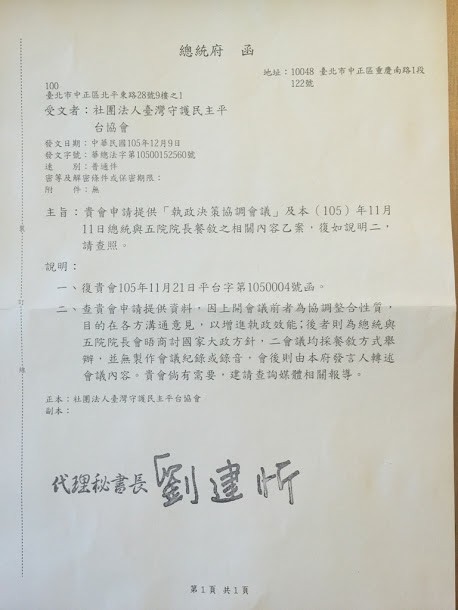 總統府 函
地址：10048 臺北市中正區重慶南路1段
122號
100
臺北市中正區北平東路28號9樓之1
受文者：社團法人臺灣守護民主平
台協會
發文日期：中華民國105年12月9日
發文字號：華總法字第10500152560號
速 別：普通件
密等及解密條件或保密期限：
附 件：無
主旨：貴會申請提供「執政決策協調會議」及本（105）年11月
11日總統與五院院長餐敘之相關內容乙案，復如說明二，
請查照。
說明：
一、復貴會105年11月21日平台字第1050004號函。
二、查貴會申請提供資料，因上開會議前者為協調整合性質，
目的在各方溝通意見，以增進執政效能；後者則為總統與
五院院長會晤商討國家大政方針，二會議均採餐敘方式舉
辦，並無製作會議紀錄或錄音，會後則由本府發言人轉述
會議內容。貴會倘有需要，建請查詢媒體相關報導。
正本：社團法人臺灣守護民主平台協會
副本：
代理秘書長 劉建忻
第1頁 共1頁
裝
訂
線